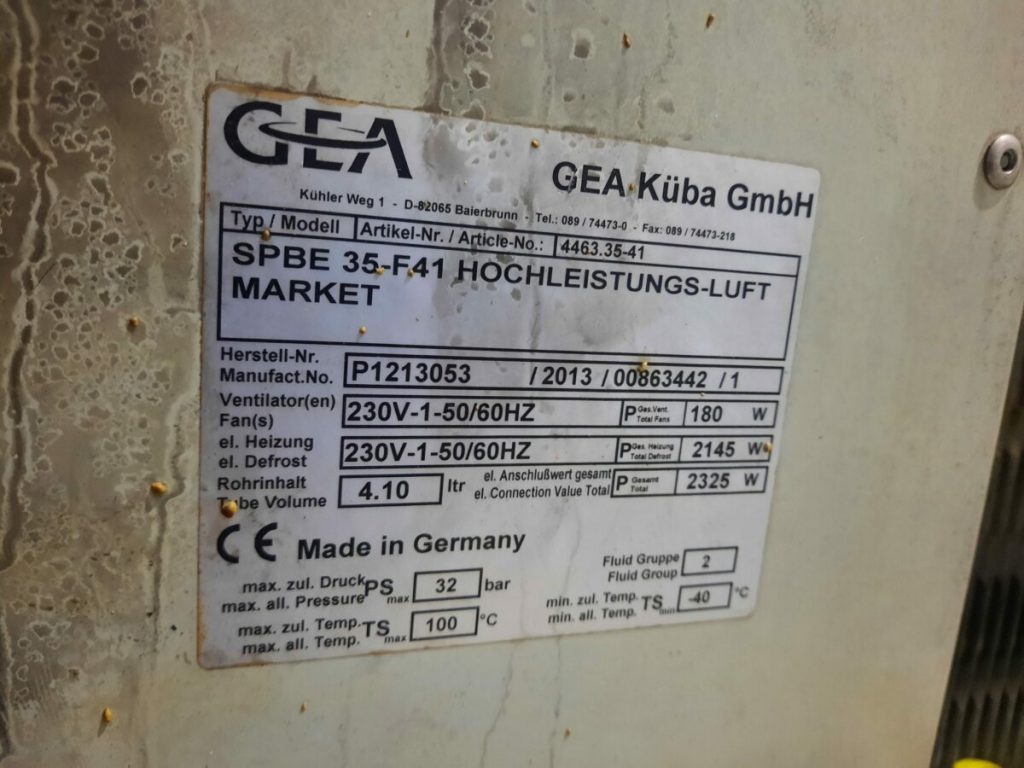 GEA
GEA Küba GmbH
Kühler Weg 1 - D-82065 Baierbrunn - Tel.: 089 / 74473-0 - Fax: 089 / 74473-218
Typ / Modell Artikel-Nr. / Article-No.: 4463.35-41
SPBE 35-F41 HOCHLEISTUNGS-LUFT
MARKET
Herstell-Nr.
Manufact.No. P1213053 /2013 /00863442 /1
Ventilator(en)
Fan(s) 230V-1-50/60HZ P Ges.Vent. Total Fans 180 W
el. Heizung
el. Defrost 230V-1-50/60HZ P Ges. Heizung Total Defrost 2145 W
Rohrinhalt
Tube Volume 4.10 ltr
el. Anschlußwert gesamt
el. Connection Value Total P Gesamt Total 2325 W
CE Made in Germany
max. zul. Druck
max. all. Pressure PS max 32 bar
Fluid Gruppe
Fluid Group 2
max. zul. Temp.
max. all. Temp. TS max 100 °C
min. zul. Temp.
min. all. Temp. TS min -40 °C